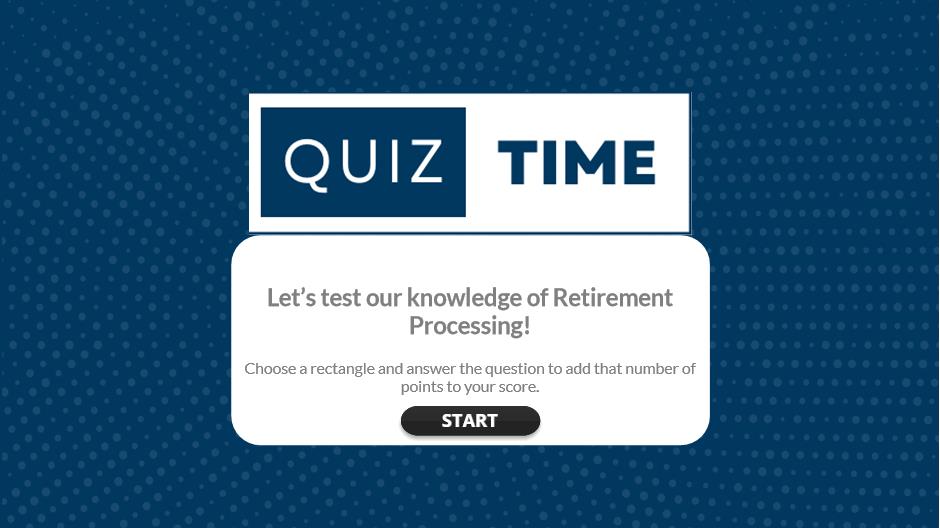 QUIZ TIME
Let’s test our knowledge of Retirement
Processing!
Choose a rectangle and answer the question to add that number of
points to your score.
START